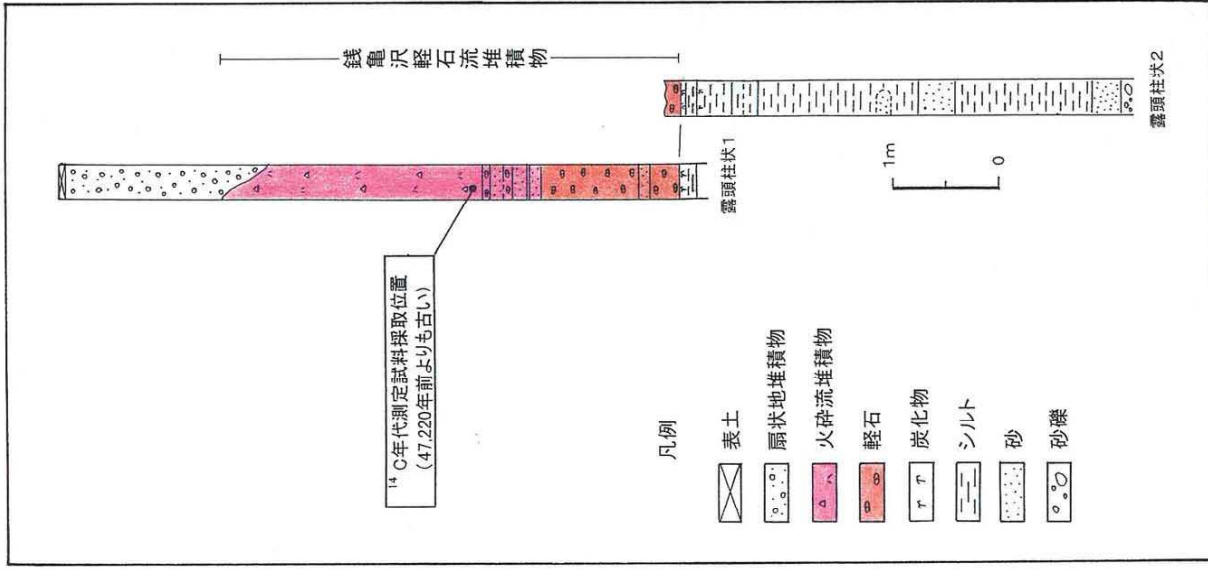 銭亀沢軽石流堆積物
露頭柱状1
露頭柱状2
¹⁴C年代測定試料採取位置
(47.220年前よりも古い)
1m
0
凡例
表土
扇状地堆積物
火砕流堆積物
軽石
炭化物
シルト
砂
砂礫